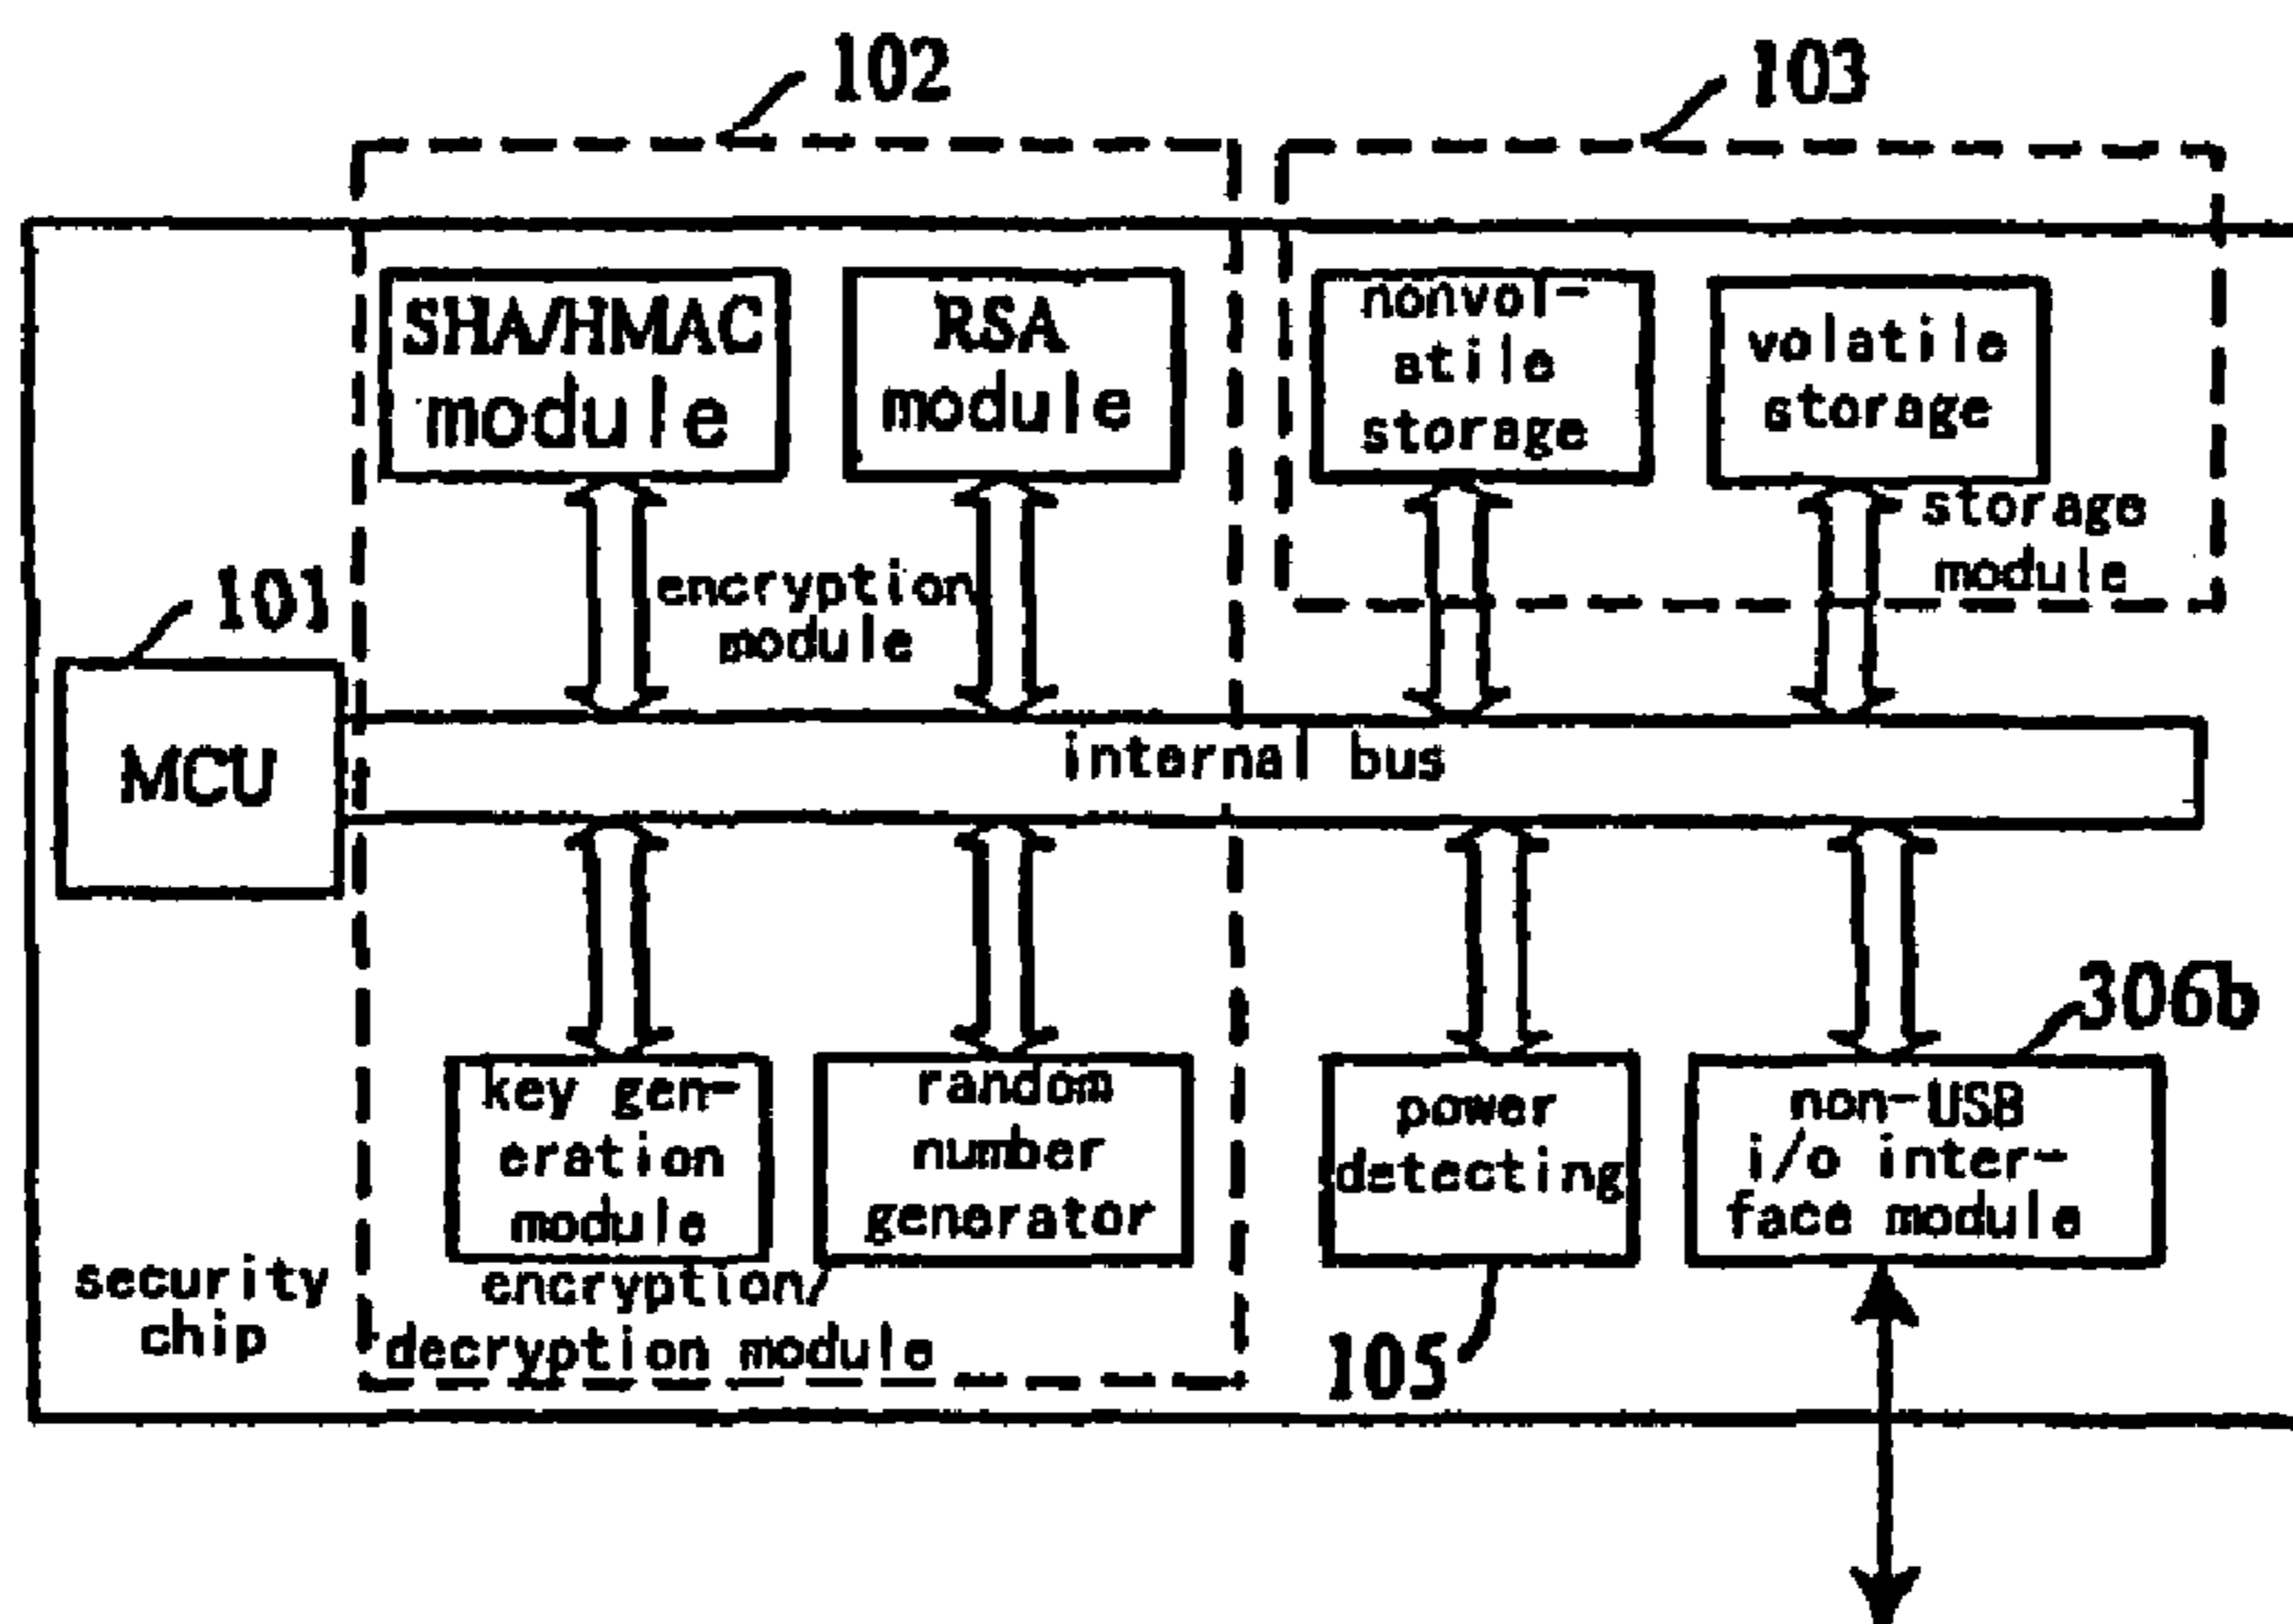 102
103
SHA/HMAC
module
RSA
module
nonvol-
atile
storage
volatile
storage
storage
module
encryption
module
101
MCU
internal bus
306b
key gen-
eration
module
random
number
generator
power
detecting
non-USB
i/o inter-
face module
encryption/
decryption module
security
chip
105